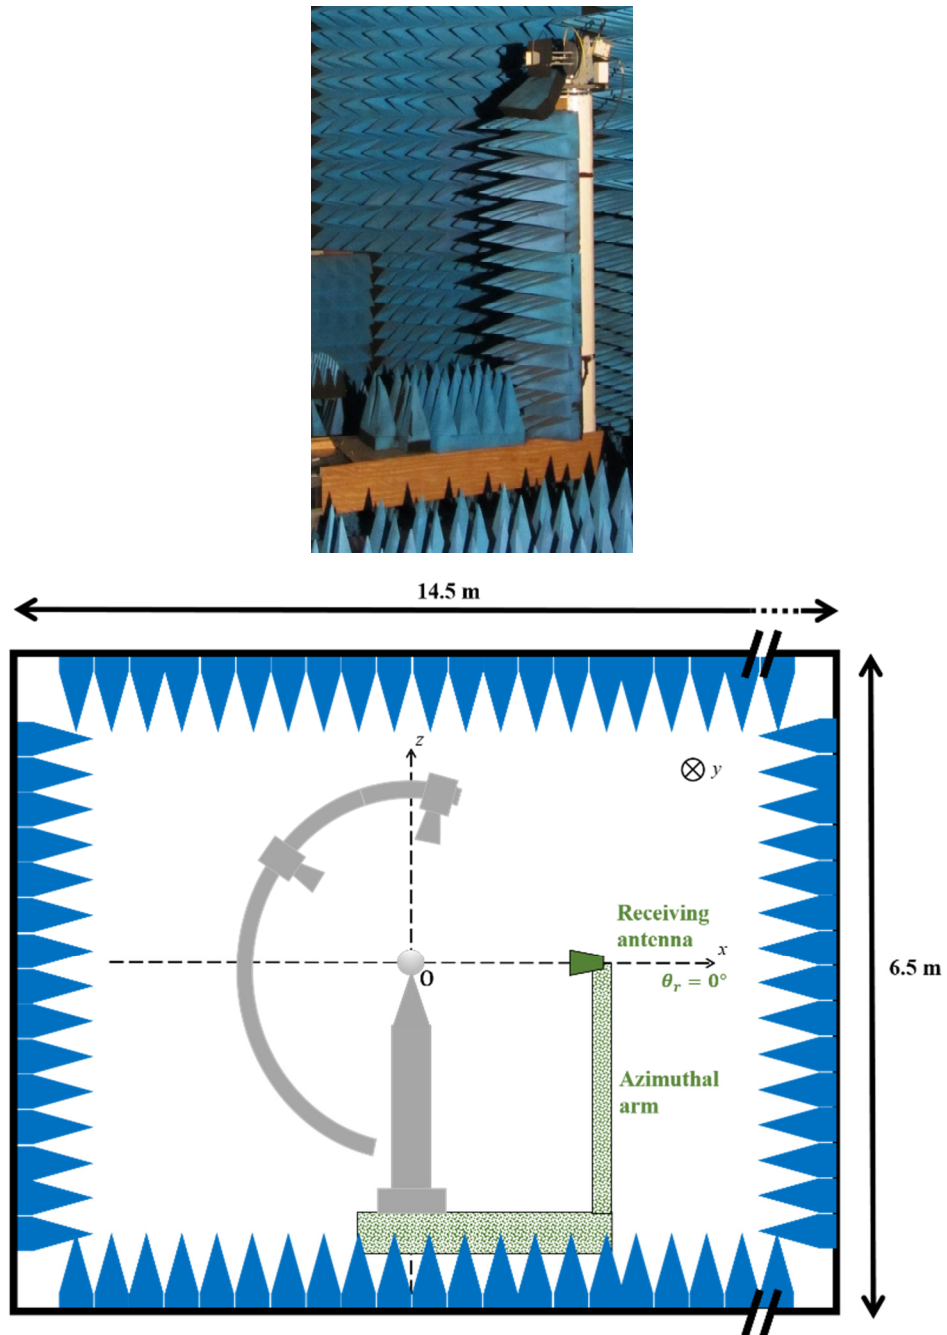 14.5 m
z
y
Receiving
antenna
x
O
θᵣ = 0°
6.5 m
Azimuthal
arm